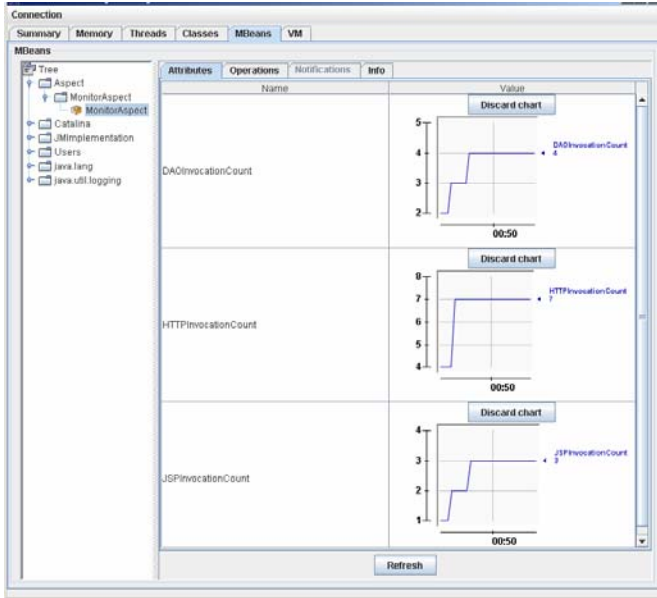 Connection
Summary Memory Threads Classes MBeans VM
MBeans
Tree
Aspect
MonitorAspect
MonitorAspect
Catalina
JMImplementation
Users
java.lang
java.util.logging
Attributes Operations Notifications Info
Name Value
DAOInvocationCount
Discard chart
5
4
3
2
00:50
DAOInvocationCount
4
HTTPInvocationCount
Discard chart
8
7
6
5
4
00:50
HTTPInvocationCount
7
JSPInvocationCount
Discard chart
4
3
2
1
00:50
JSPInvocationCount
3
Refresh